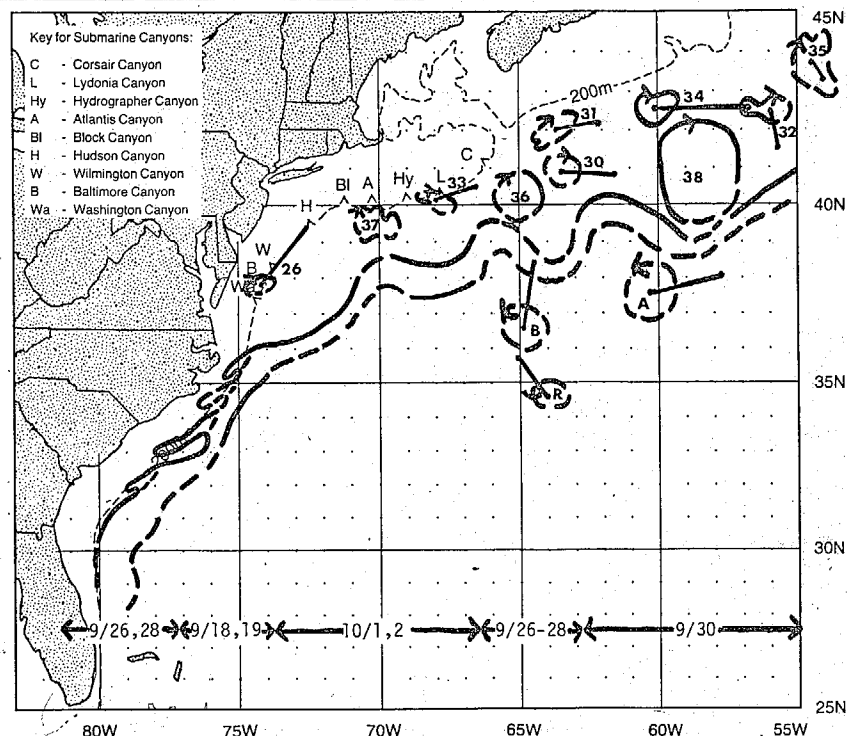 Key for Submarine Canyons:
C - Corsair Canyon
L - Lydonia Canyon
Hy - Hydrographer Canyon
A - Atlantis Canyon
Bl - Block Canyon
H - Hudson Canyon
W - Wilmington Canyon
B - Baltimore Canyon
Wa - Washington Canyon
45N
35
200m
34
31
32
C
30
38
Bl A Hy L 33
36
40N
H
37
W
B 26
W
A
B
R
35N
30N
9/26,28 9/18,19 10/1,2 9/26-28 9/30
25N
80W 75W 70W 65W 60W 55W